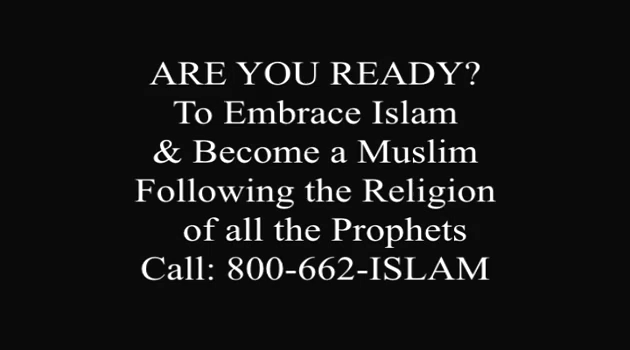 ARE YOU READY?
To Embrace Islam
& Become a Muslim
Following the Religion
of all the Prophets
Call: 800-662-ISLAM